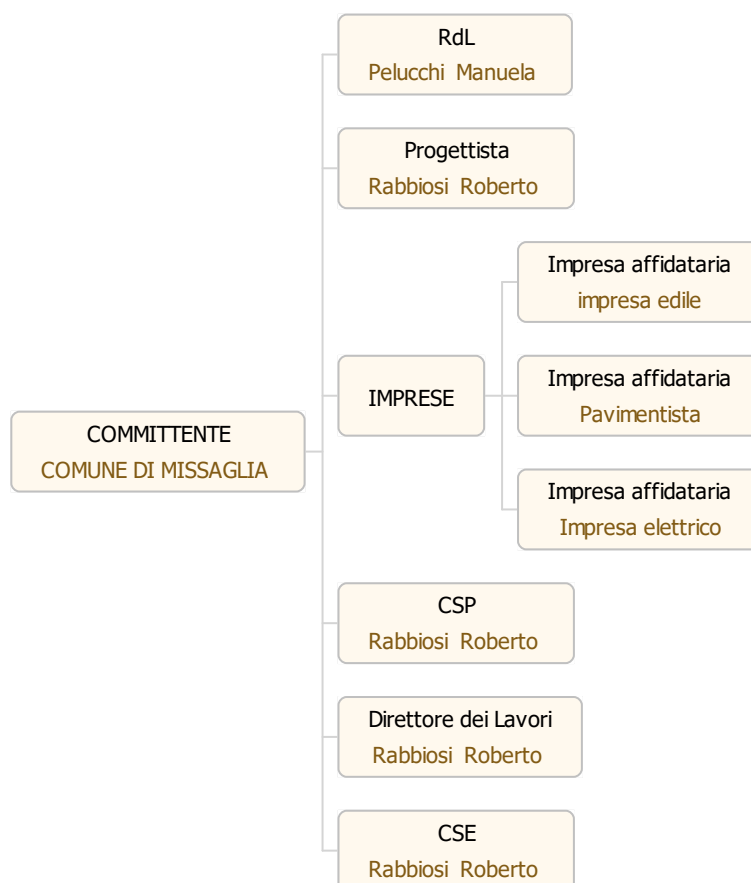 RdL
Pelucchi Manuela
Progettista
Rabbiosi Roberto
Impresa affidataria
impresa edile
IMPRESE
Impresa affidataria
Pavimentista
COMMITTENTE
COMUNE DI MISSAGLIA
Impresa affidataria
Impresa elettrico
CSP
Rabbiosi Roberto
Direttore dei Lavori
Rabbiosi Roberto
CSE
Rabbiosi Roberto